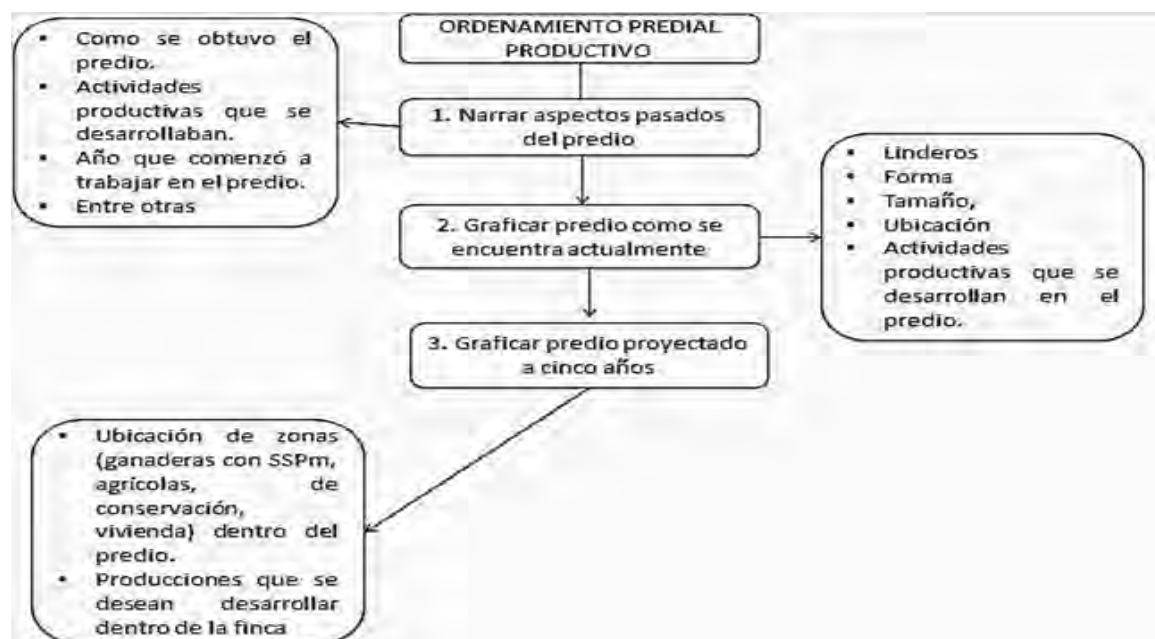 ORDENAMIENTO PREDIAL
PRODUCTIVO
1. Narrar aspectos pasados
del predio
▪ Como se obtuvo el
predio.
▪ Actividades
productivas que se
desarrollaban.
▪ Año que comenzó a
trabajar en el predio.
▪ Entre otras
2. Graficar predio como se
encuentra actualmente
▪ Linderos
▪ Forma
▪ Tamaño,
▪ Ubicación
▪ Actividades
productivas que se
desarrollan en el
predio.
3. Graficar predio proyectado
a cinco años
▪ Ubicación de zonas
(ganaderas con SSPm,
agrícolas, de
conservación,
vivienda) dentro del
predio.
▪ Producciones que se
desean desarrollar
dentro de la finca